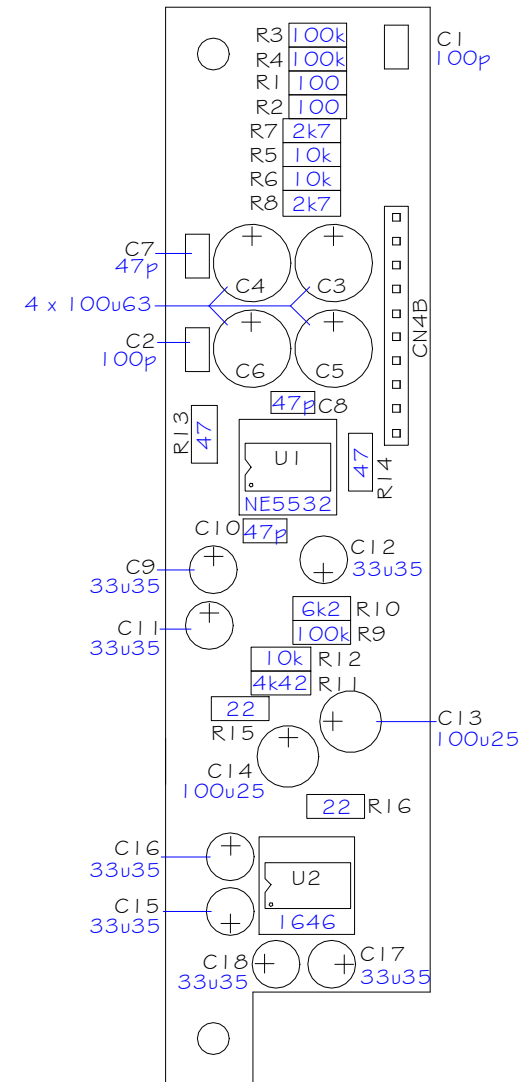 R3 100k
C1
100p
R4 100k
R1 100
R2 100
R7 2k7
R5 10k
R6 10k
R8 2k7
C7
47p
C4
C3
4 x 100u63
CN4B
C2
100p
C6
C5
47p C8
R13
47
U1
NE5532
47
R14
C10 47p
C9
33u35
C12
33u35
6k2 R10
C11
33u35
100k R9
10k R12
4k42 R11
22
R15
C13
100u25
C14
100u25
22 R16
C16
33u35
U2
1646
C15
33u35
C18
33u35
C17
33u35